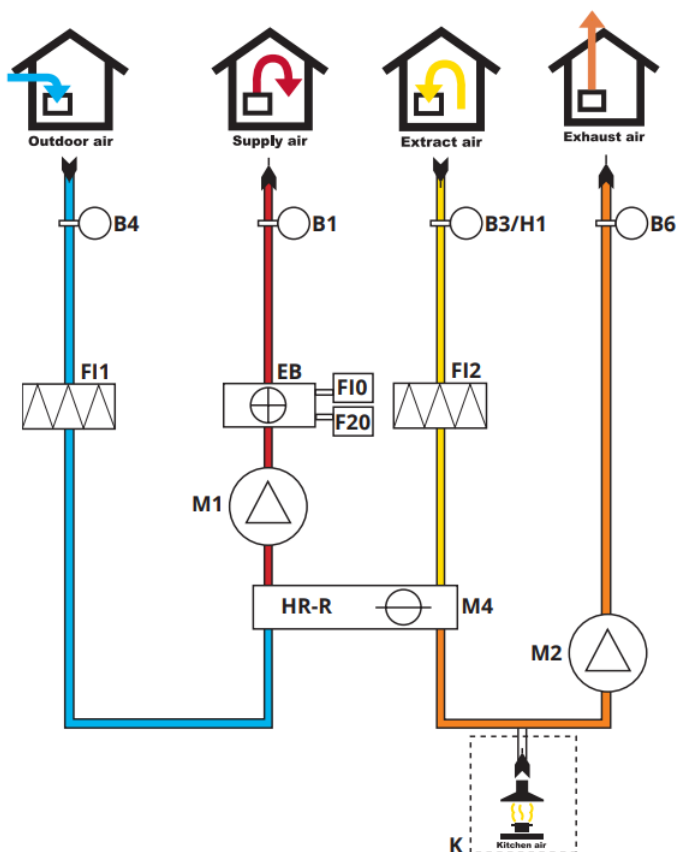 Outdoor air
Supply air
Extract air
Exhaust air
B4
B1
B3/H1
B6
FI1
EB
FI0
F20
FI2
M1
HR-R
M4
M2
K
Kitchen air